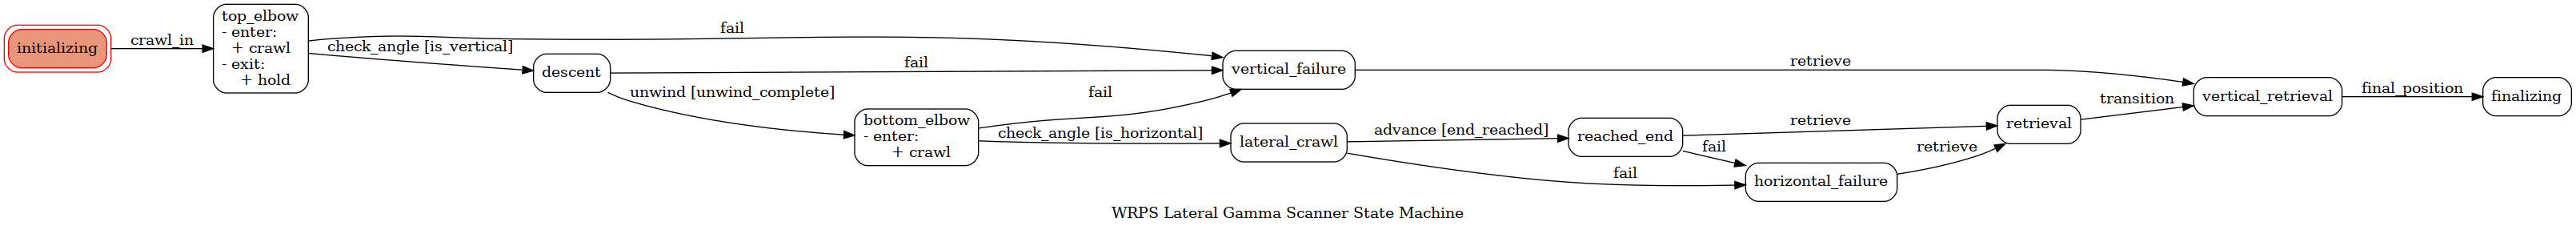 initializing
crawl_in
top_elbow
- enter:
+ crawl
- exit:
+ hold
fail
check_angle [is_vertical]
descent
fail
unwind [unwind_complete]
bottom_elbow
- enter:
+ crawl
fail
check_angle [is_horizontal]
vertical_failure
lateral_crawl
advance [end_reached]
fail
reached_end
retrieve
retrieve
fail
horizontal_failure
retrieve
retrieval
transition
vertical_retrieval
final_position
finalizing
WRPS Lateral Gamma Scanner State Machine